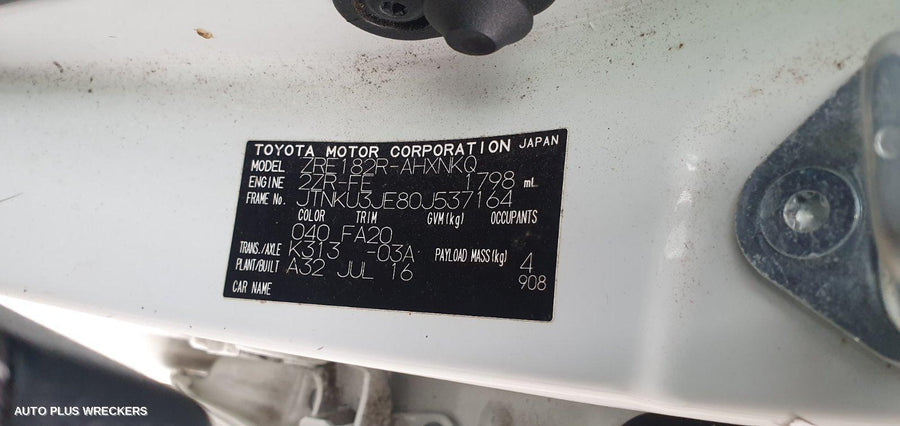 TOYOTA MOTOR CORPORATION JAPAN
MODEL ZRE182R-AHXNKQ
ENGINE 2ZR-FE 1798 mL
FRAME No. JTNKU3JE80J537164
COLOR TRIM GVM(kg) OCCUPANTS
040 FA20
TRANS./AXLE K313 -03A PAYLOAD MASS(kg) 4
PLANT/BUILT A32 JUL 16 908
CAR NAME
AUTO PLUS WRECKERS